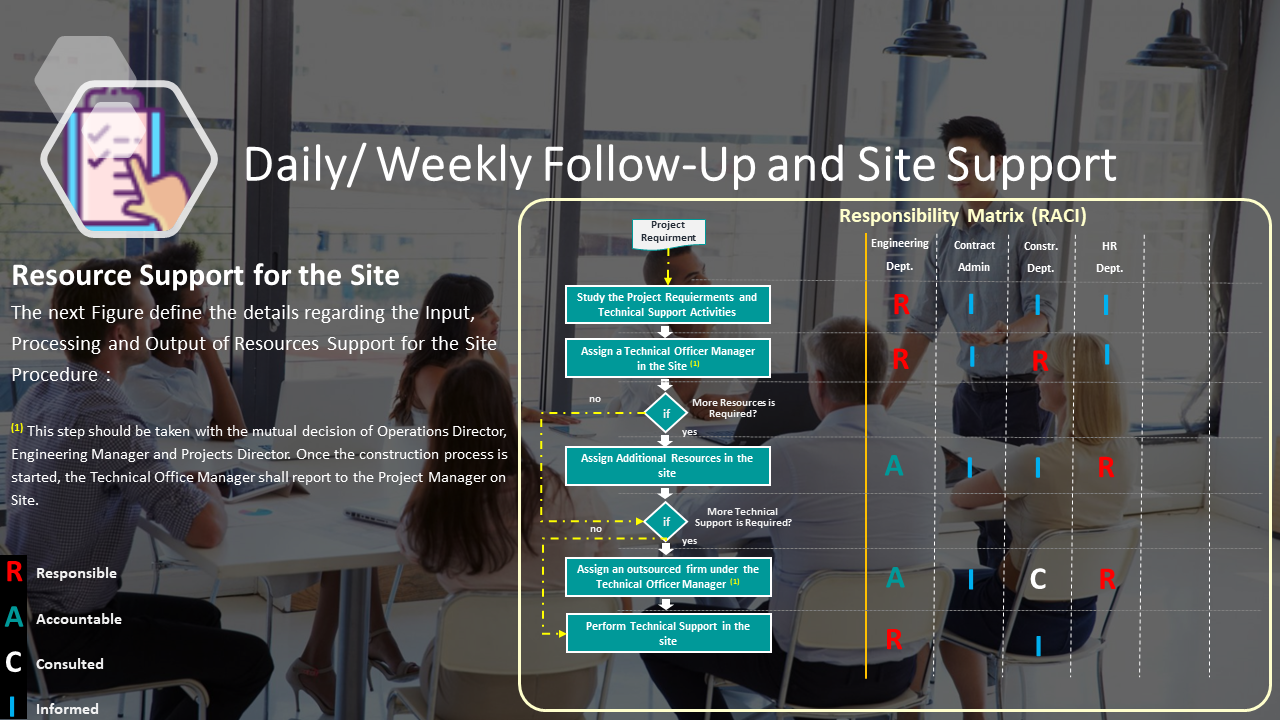 Daily/ Weekly Follow-Up and Site Support
Resource Support for the Site
The next Figure define the details regarding the Input,
Processing and Output of Resources Support for the Site
Procedure :
(1) This step should be taken with the mutual decision of Operations Director,
Engineering Manager and Projects Director. Once the construction process is
started, the Technical Office Manager shall report to the Project Manager on
Site.
R Responsible
A Accountable
C Consulted
I Informed
Responsibility Matrix (RACI)
Project
Requirment
Engineering
Dept.
Contract
Admin
Constr.
Dept.
HR
Dept.
Study the Project Requierments and
Technical Support Activities
R I I I
Assign a Technical Officer Manager
in the Site (1)
R I R I
no
if
More Resources is
Required?
yes
Assign Additional Resources in the
site
A I I R
if
More Technical
Support is Required?
no
yes
Assign an outsourced firm under the
Technical Officer Manager (1)
A I C R
Perform Technical Support in the
site
R I